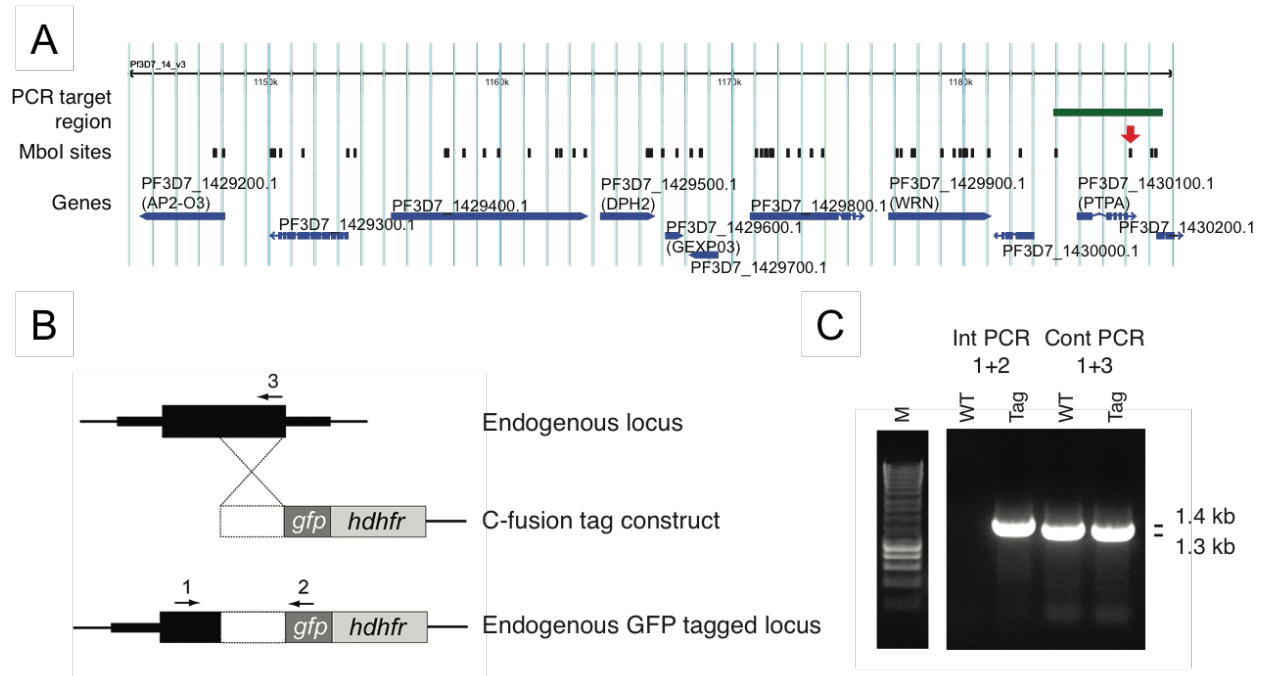 A
Pf3D7_14_v3
1150k 1160k 1170k 1180k
PCR target
region
MboI sites
Genes
PF3D7_1429200.1
(AP2-O3)
PF3D7_1429300.1
PF3D7_1429400.1
PF3D7_1429500.1
(DPH2)
PF3D7_1429600.1
(GEXP03)
PF3D7_1429700.1
PF3D7_1429800.1
PF3D7_1429900.1
(WRN)
PF3D7_1430000.1
PF3D7_1430100.1
(PTPA)
PF3D7_1430200.1
B
3
Endogenous locus
gfp hdhfr
C-fusion tag construct
1 2
gfp hdhfr
Endogenous GFP tagged locus
C
Int PCR Cont PCR
1+2 1+3
M WT Tag WT Tag
1.4 kb
1.3 kb